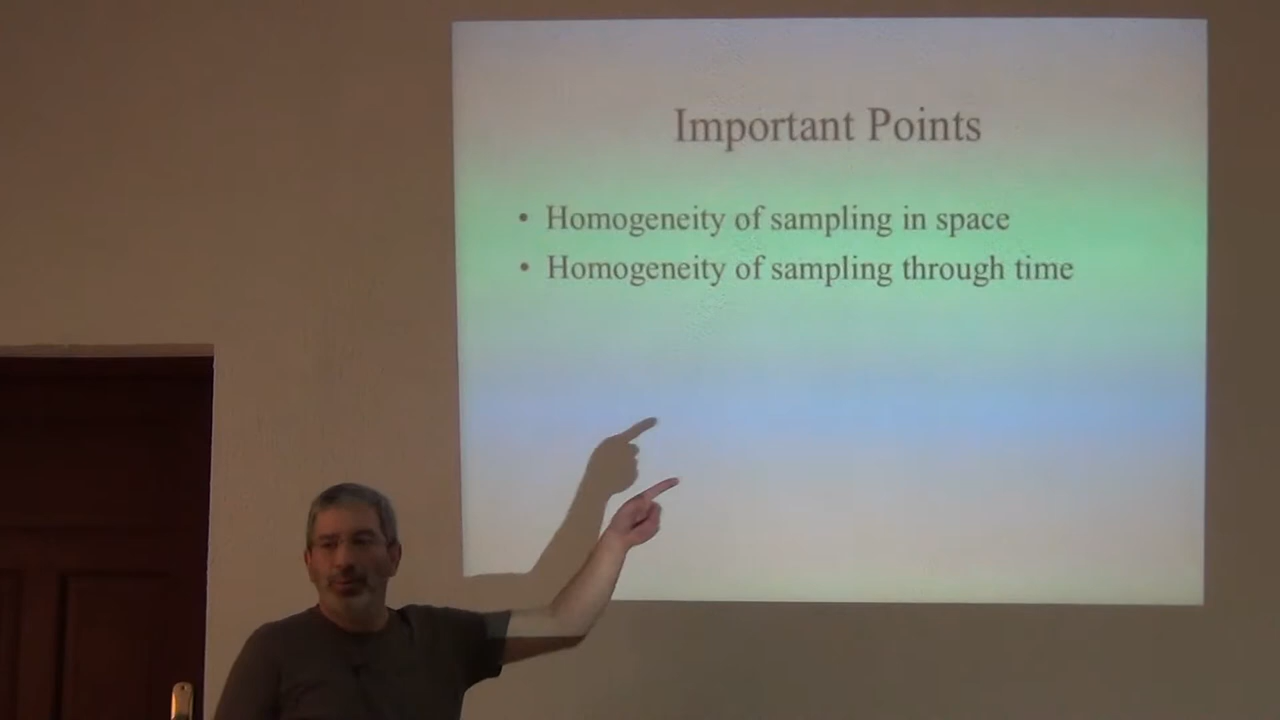 Important Points
• Homogeneity of sampling in space
• Homogeneity of sampling through time